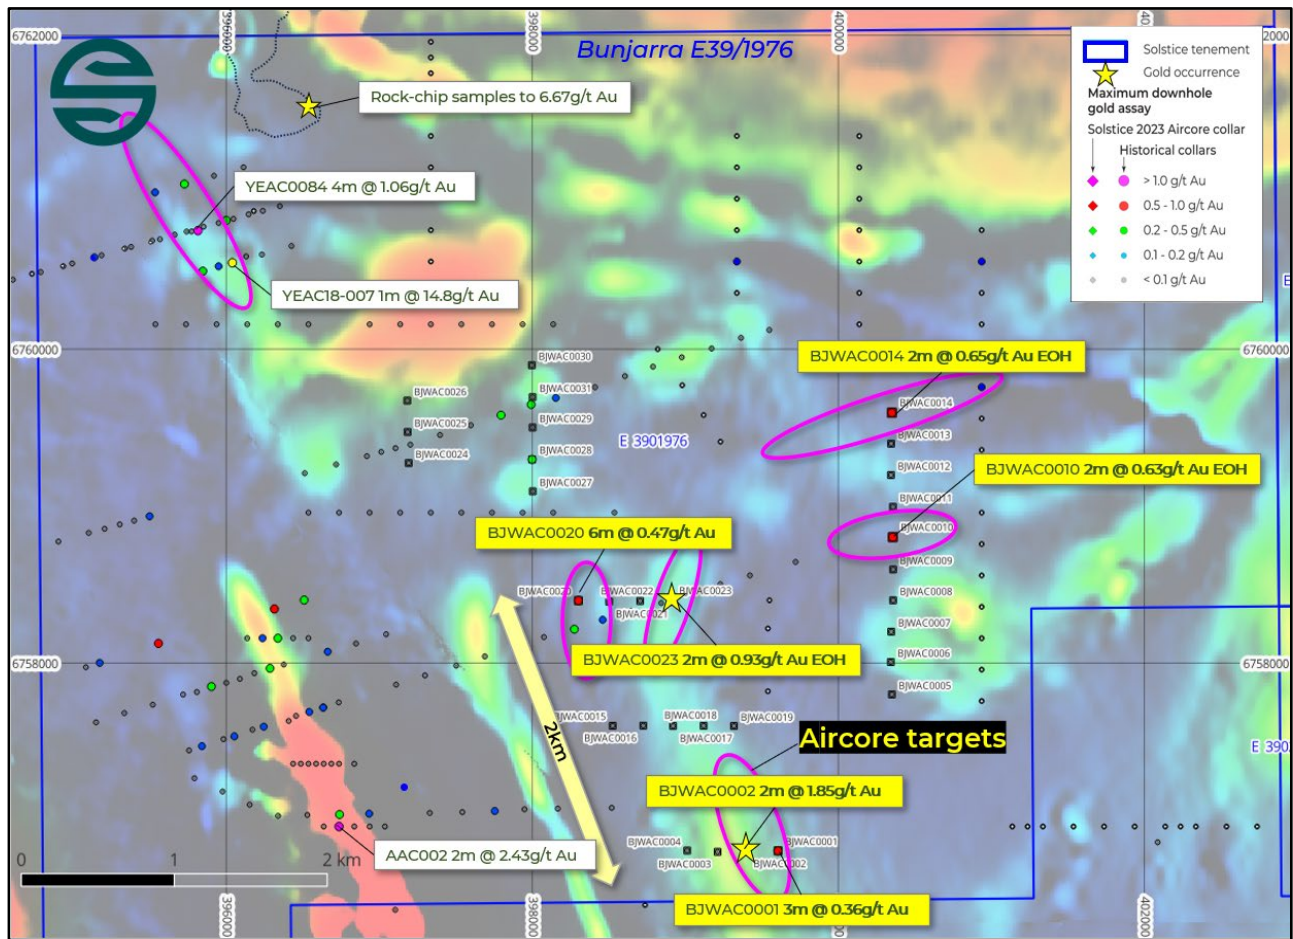 6762000
396000
398000
400000
402000
2000
Bunjarra E39/1976
Solstice tenement
Gold occurrence
Maximum downhole
gold assay
Solstice 2023 Aircore collar
Historical collars
> 1.0 g/t Au
0.5 - 1.0 g/t Au
0.2 - 0.5 g/t Au
0.1 - 0.2 g/t Au
< 0.1 g/t Au
Rock-chip samples to 6.67g/t Au
YEAC0084 4m @ 1.06g/t Au
YEAC18-007 1m @ 14.8g/t Au
6760000
BJWAC0030
BJWAC0014 2m @ 0.65g/t Au EOH
BJWAC0026
BJWAC0031
BJWAC0014
BJWAC0025
BJWAC0029
E 3901976
BJWAC0013
BJWAC0024
BJWAC0028
BJWAC0012
BJWAC0010 2m @ 0.63g/t Au EOH
BJWAC0027
BJWAC0011
BJWAC0020 6m @ 0.47g/t Au
BJWAC0010
BJWAC0009
BJWAC0020
BJWAC0022
BJWAC0023
BJWAC0008
BJWAC0021
BJWAC0007
6758000
BJWAC0023 2m @ 0.93g/t Au EOH
BJWAC0006
BJWAC0005
2km
JWAC0015
BJWAC0018
BJWAC0019
BJWAC0016
BJWAC0017
Aircore targets
E 390
BJWAC0002 2m @ 1.85g/t Au
BJWAC0004
BJWAC0001
BJWAC0003
BJWAC0002
AAC002 2m @ 2.43g/t Au
0 1 2 km
BJWAC0001 3m @ 0.36g/t Au
396000
398000
402000